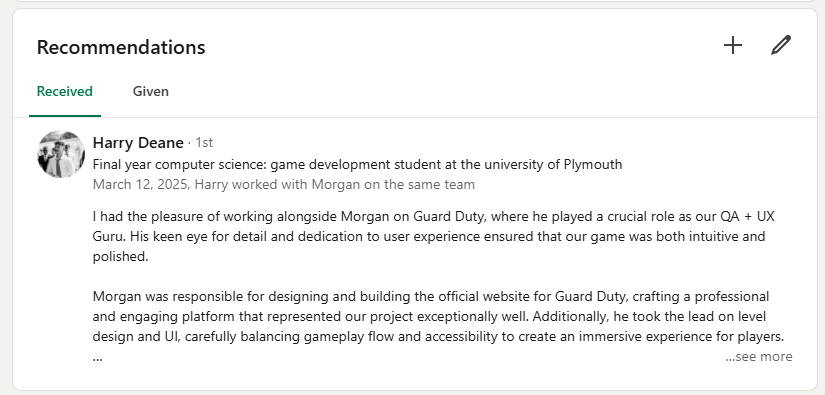 Recommendations
Received
Given
Harry Deane · 1st
Final year computer science: game development student at the university of Plymouth
March 12, 2025, Harry worked with Morgan on the same team
I had the pleasure of working alongside Morgan on Guard Duty, where he played a crucial role as our QA + UX
Guru. His keen eye for detail and dedication to user experience ensured that our game was both intuitive and
polished.
Morgan was responsible for designing and building the official website for Guard Duty, crafting a professional
and engaging platform that represented our project exceptionally well. Additionally, he took the lead on level
design and UI, carefully balancing gameplay flow and accessibility to create an immersive experience for players.
...
...see more